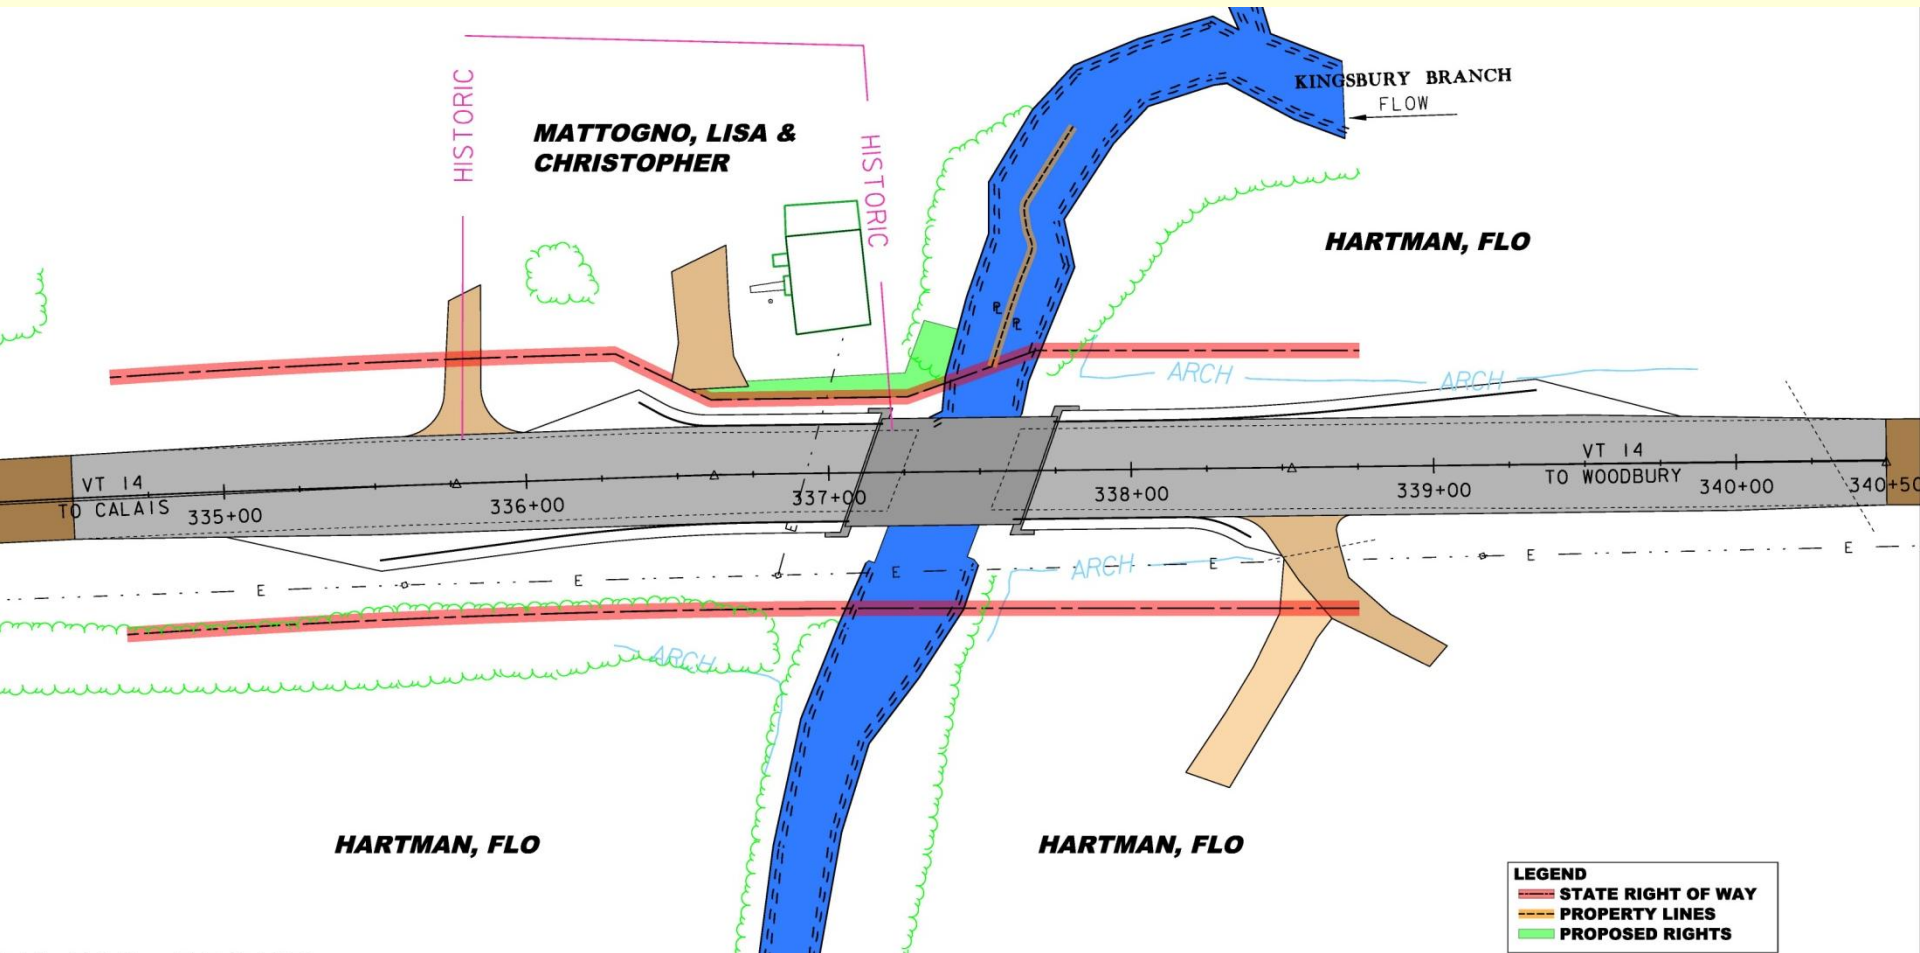 KINGSBURY BRANCH
FLOW
HISTORIC
MATTOGNO, LISA &
CHRISTOPHER
HISTORIC
HARTMAN, FLO
PL
PL
ARCH
ARCH
VT 14
TO CALAIS
335+00
336+00
337+00
338+00
339+00
VT 14
TO WOODBURY
340+00
340+50
E
E
E
E
ARCH
E
E
E
ARCH
HARTMAN, FLO
HARTMAN, FLO
LEGEND
STATE RIGHT OF WAY
PROPERTY LINES
PROPOSED RIGHTS